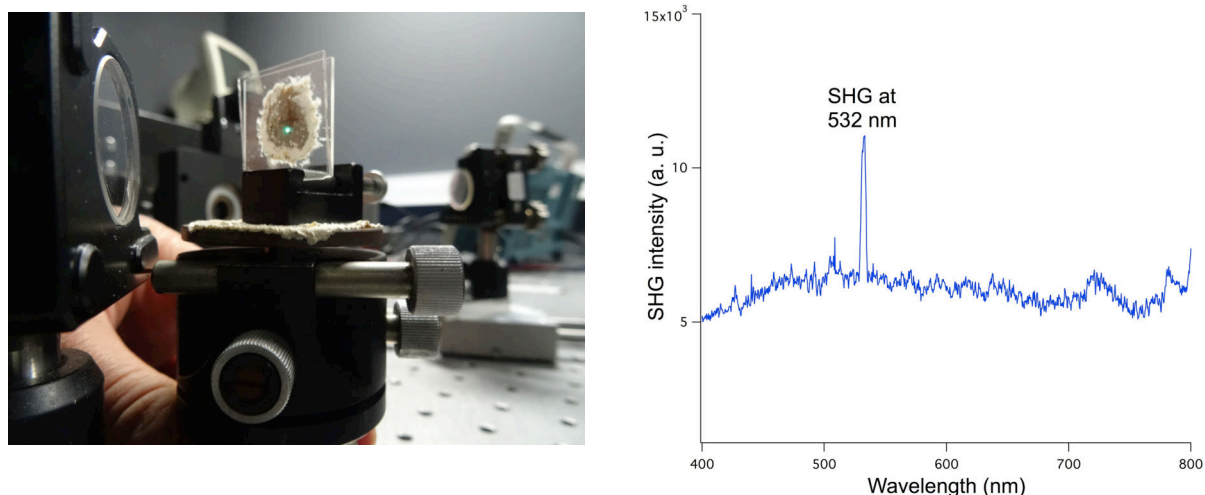 15x10³
10
5
SHG intensity (a. u.)
SHG at
532 nm
400
500
600
700
800
Wavelength (nm)